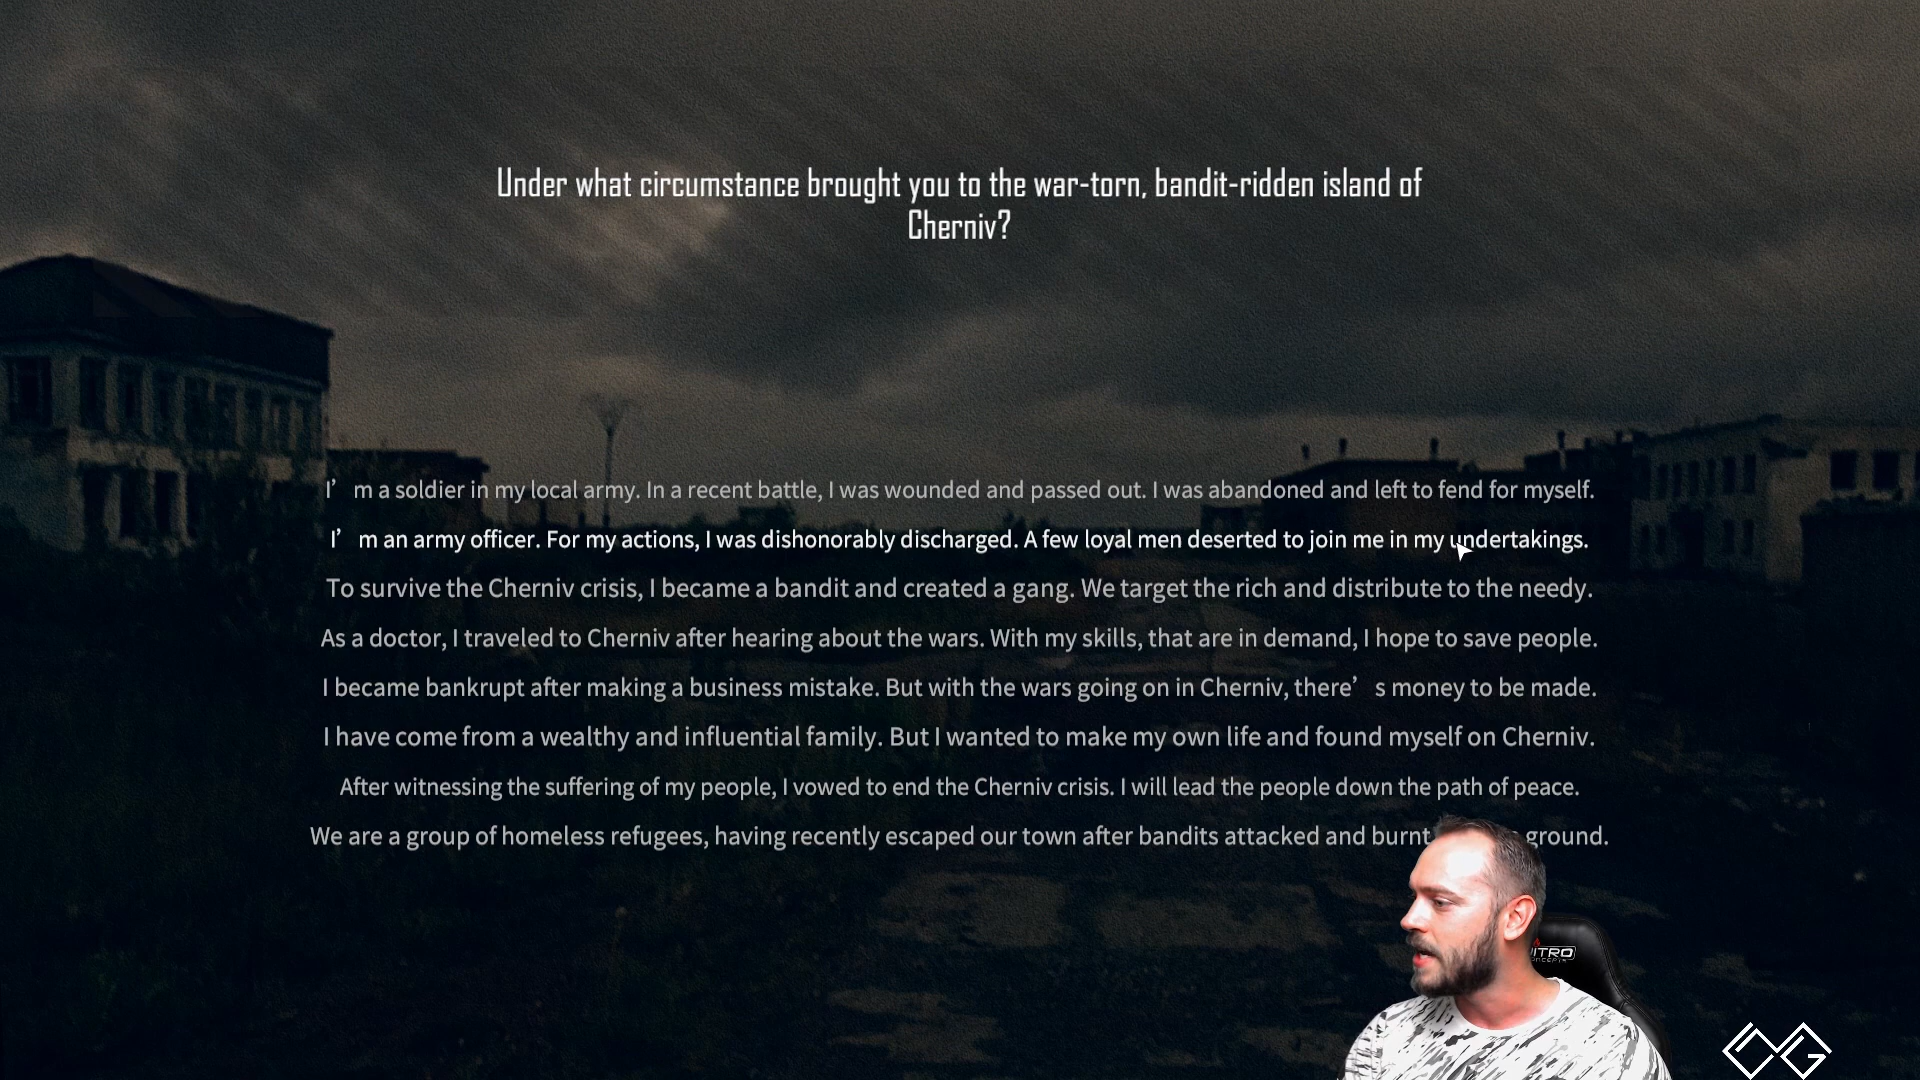 Under what circumstance brought you to the war-torn, bandit-ridden island of
Cherniv?
I’m a soldier in my local army. In a recent battle, I was wounded and passed out. I was abandoned and left to fend for myself.
I’m an army officer. For my actions, I was dishonorably discharged. A few loyal men deserted to join me in my undertakings.
To survive the Cherniv crisis, I became a bandit and created a gang. We target the rich and distribute to the needy.
As a doctor, I traveled to Cherniv after hearing about the wars. With my skills, that are in demand, I hope to save people.
I became bankrupt after making a business mistake. But with the wars going on in Cherniv, there’s money to be made.
I have come from a wealthy and influential family. But I wanted to make my own life and found myself on Cherniv.
After witnessing the suffering of my people, I vowed to end the Cherniv crisis. I will lead the people down the path of peace.
We are a group of homeless refugees, having recently escaped our town after bandits attacked and burnt ground.
NITRO
CONCEPTS